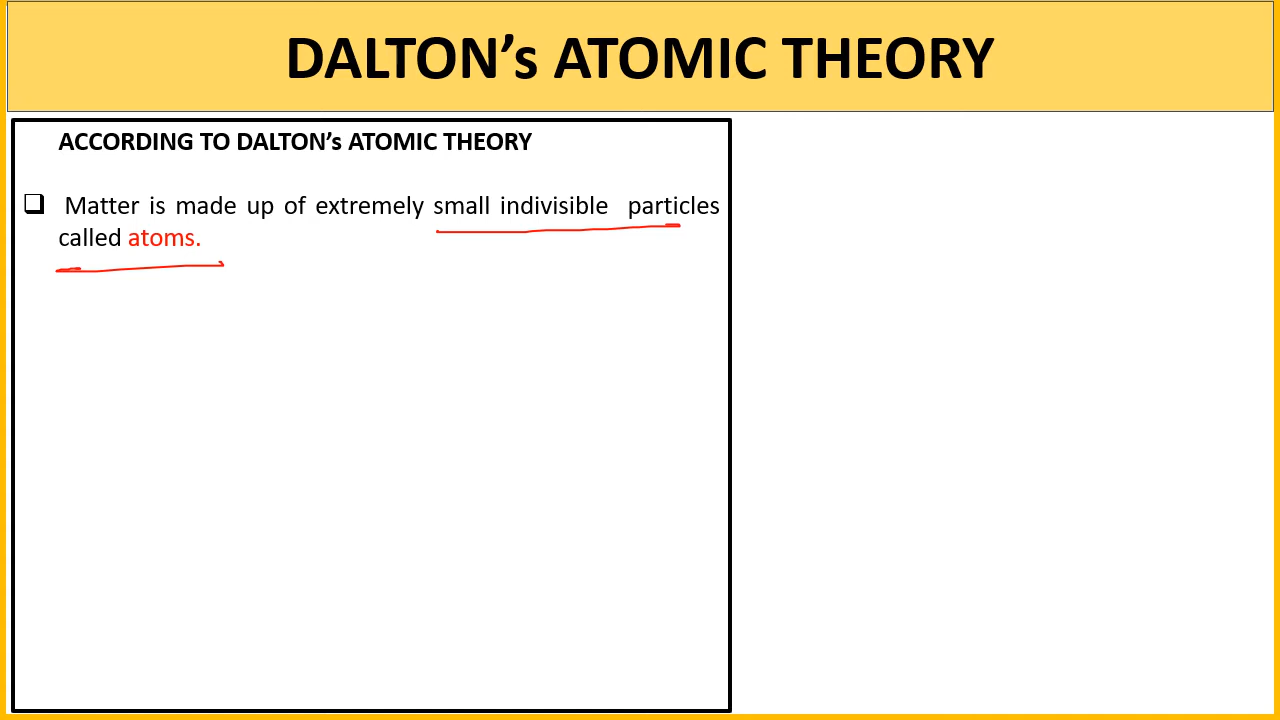 DALTON’s ATOMIC THEORY
ACCORDING TO DALTON’s ATOMIC THEORY
❑ Matter is made up of extremely small indivisible particles
called atoms.